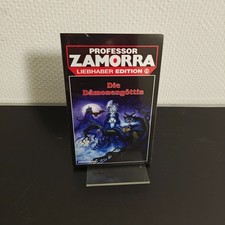 PROFESSOR
ZAMORRA
LIEBHABER EDITION
Die
Dämonengöttin